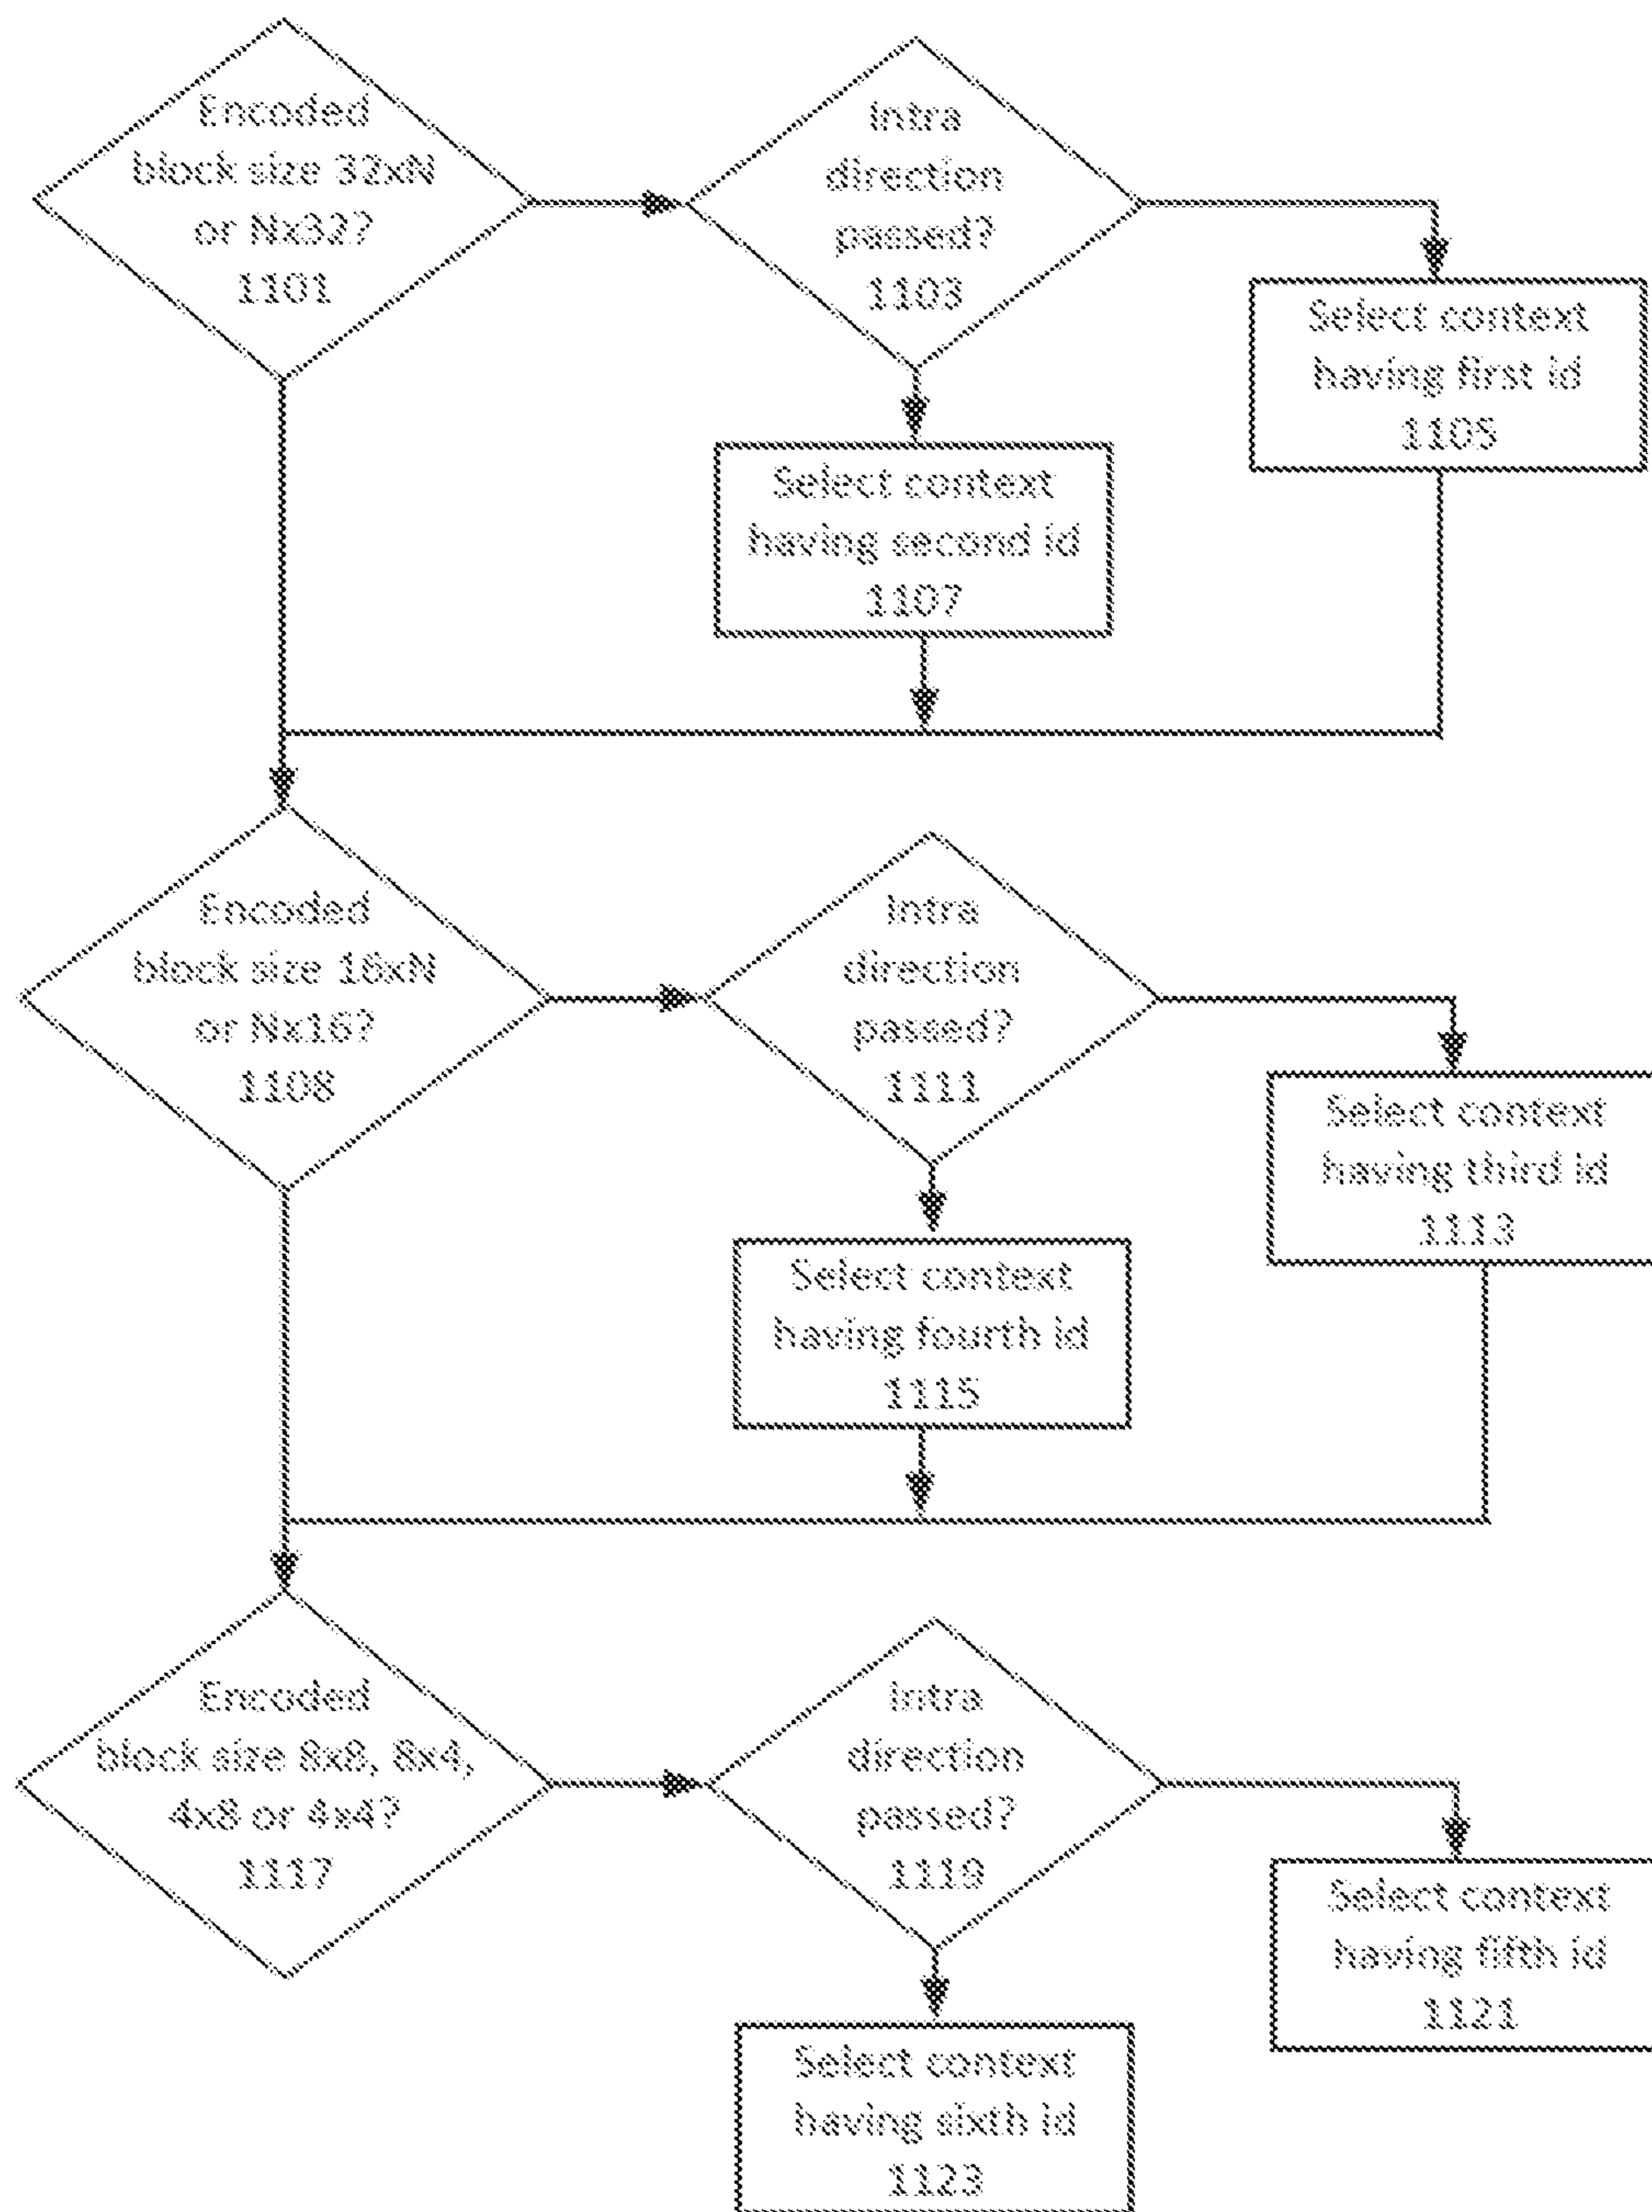 Encoded
block size 32xN
or Nx32?
1101
Intra
direction
passed?
1103
Select context
having first id
1105
Select context
having second id
1107
Encoded
block size 16xN
or Nx16?
1108
Intra
direction
passed?
1111
Select context
having third id
1113
Select context
having fourth id
1115
Encoded
block size 8x8, 8x4,
4x8 or 4x4?
1117
Intra
direction
passed?
1119
Select context
having fifth id
1121
Select context
having sixth id
1123